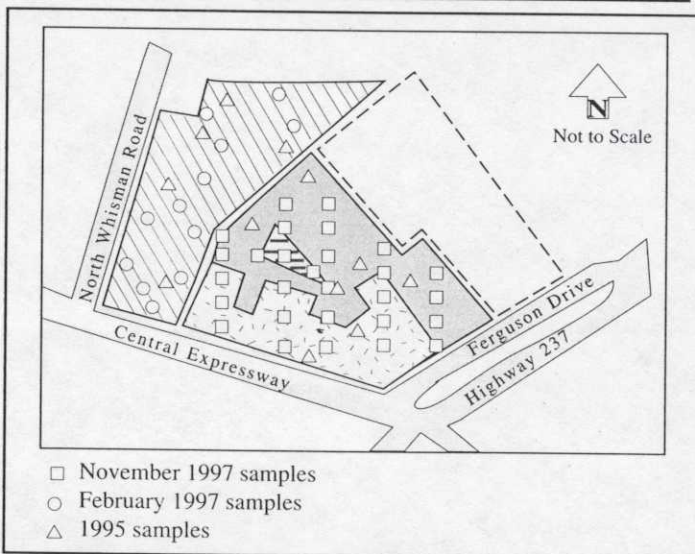 N
Not to Scale
North Whisman Road
Central Expressway
Ferguson Drive
Highway 237
November 1997 samples
February 1997 samples
1995 samples